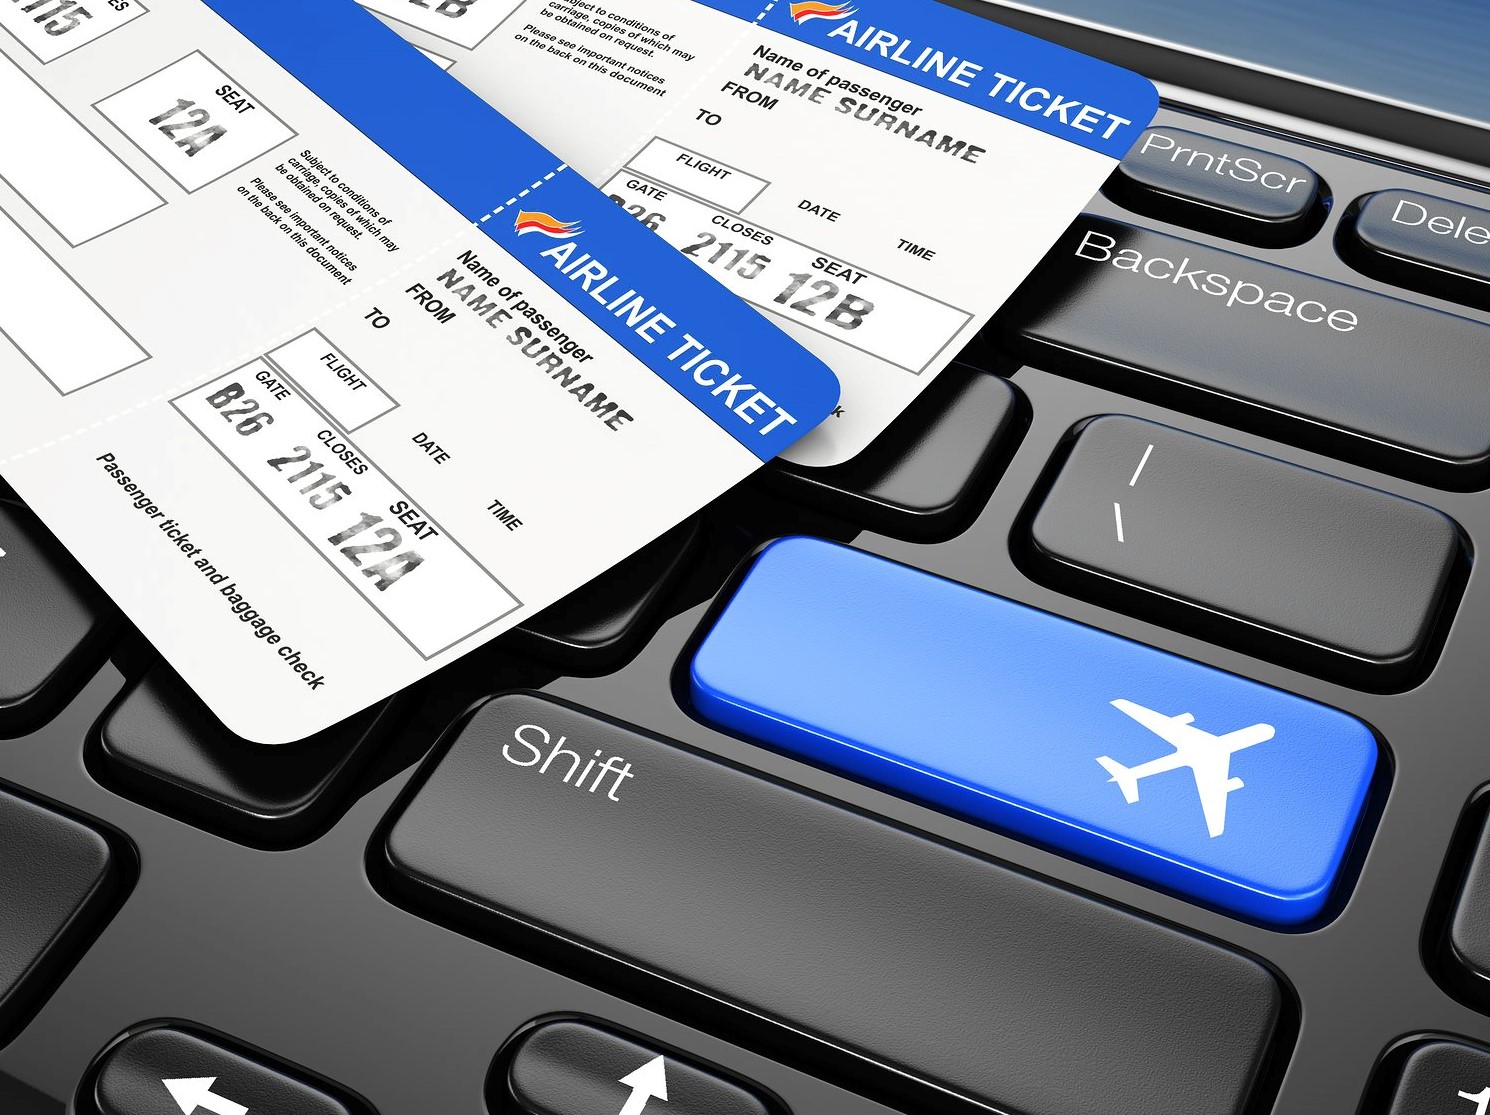 2115
SEAT
12A
Subject to conditions of
carriage, copies of which may
be obtained on request.
Please see important notices
on the back on this document
AIRLINE TICKET
Name of passenger
NAME SURNAME
FROM
TO
FLIGHT
DATE
TIME
GATE
CLOSES
SEAT
B26
2115
12A
Passenger ticket and baggage check
2B
Subject to conditions of
carriage, copies of which may
be obtained on request.
Please see important notices
on the back on this document
AIRLINE TICKET
Name of passenger
NAME SURNAME
FROM
TO
FLIGHT
DATE
TIME
GATE
CLOSES
SEAT
B26
2115
12B
k
PrntScr
Dele
Backspace
|
\
Shift